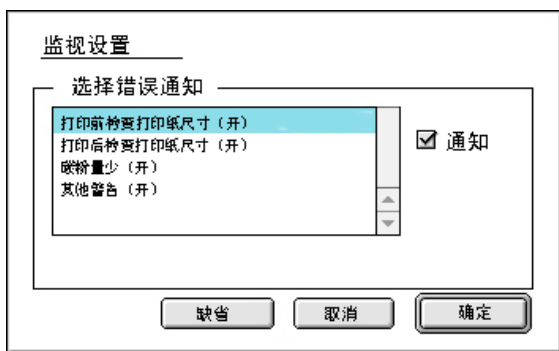 监视设置
选择错误通知
打印前检查打印纸尺寸（开）
打印后检查打印纸尺寸（开）
碳粉量少（开）
其他警告（开）
通知
缺省
取消
确定